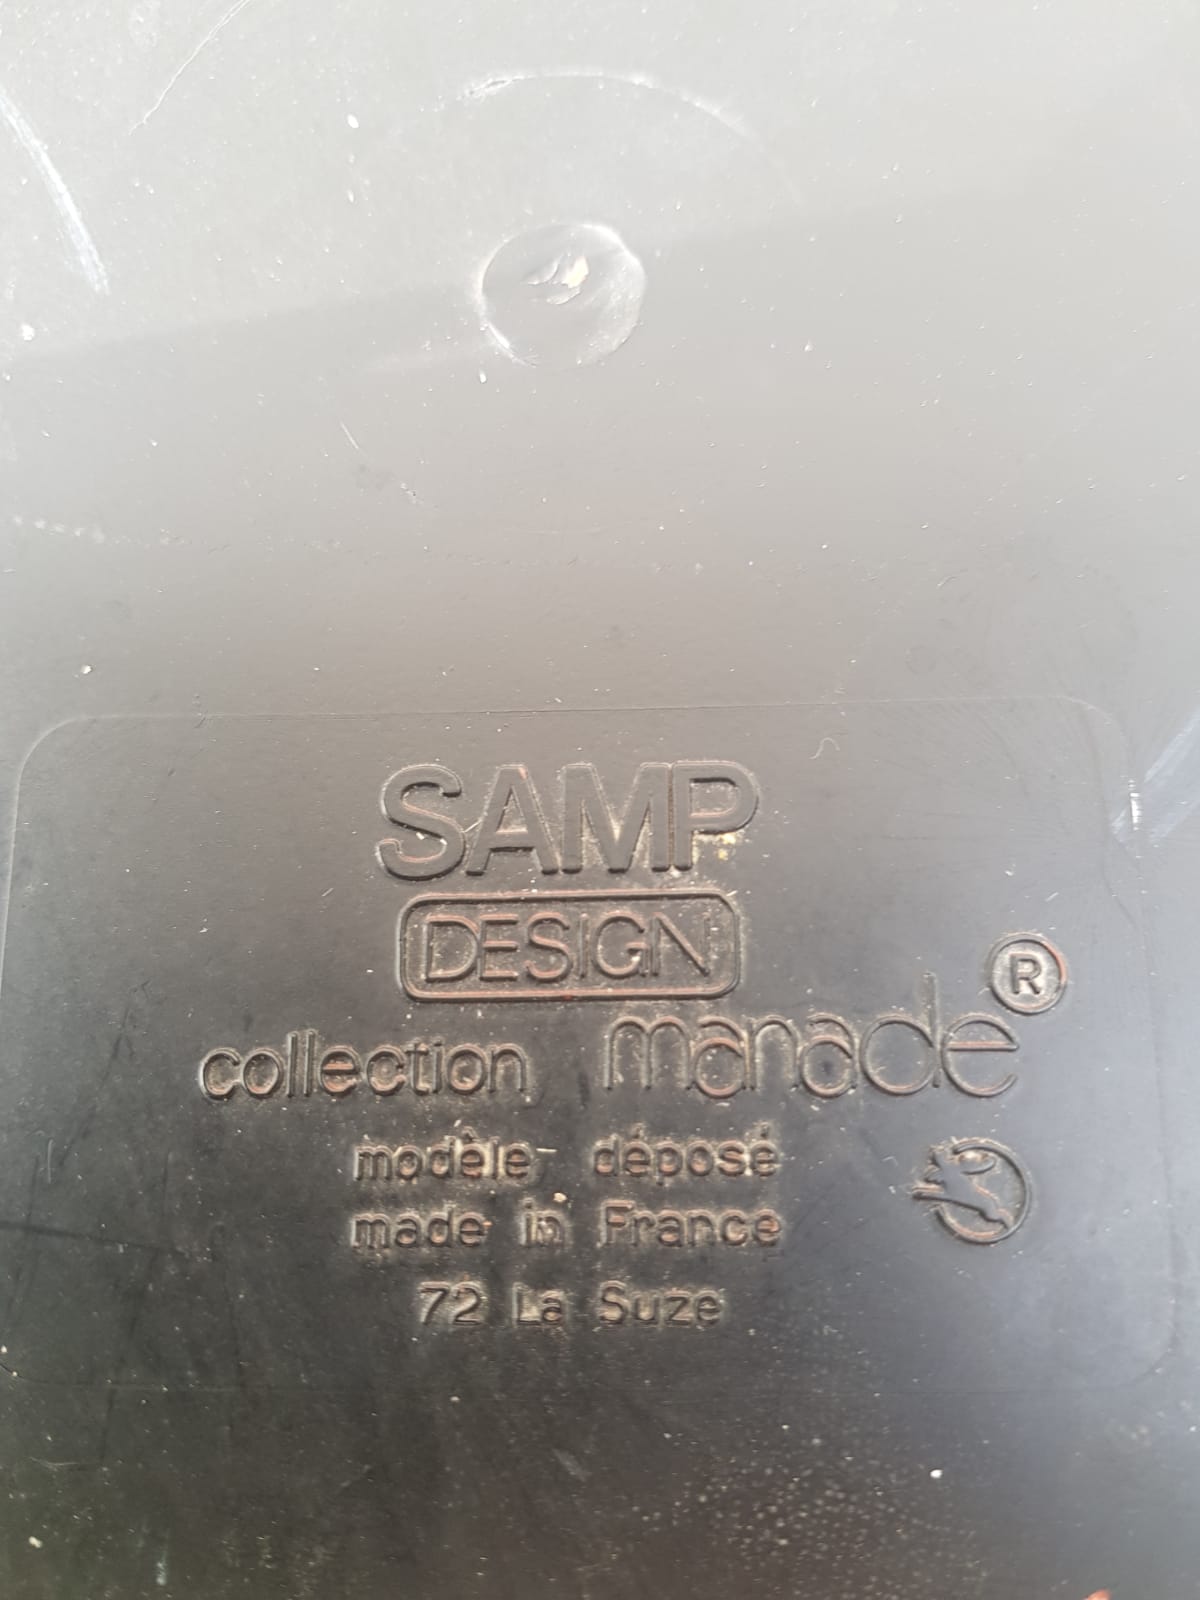 SAMP
DESIGN
collection manade®
modèle déposé
made in France
72 La Suze